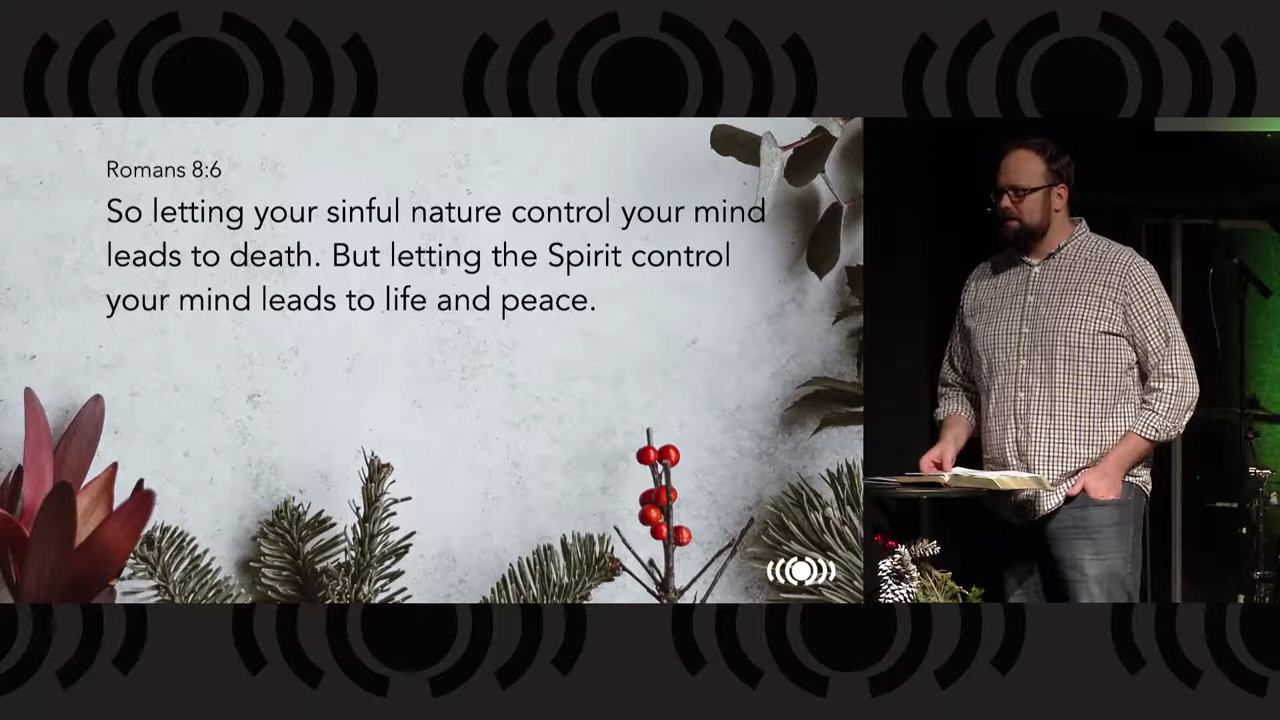 Romans 8:6
So letting your sinful nature control your mind
leads to death. But letting the Spirit control
your mind leads to life and peace.